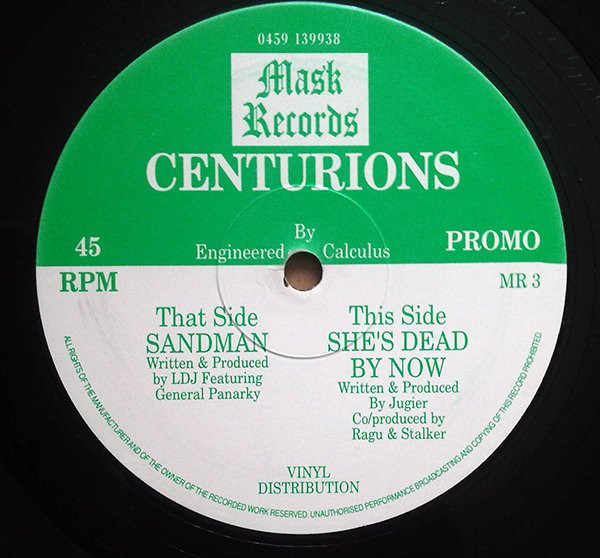 0459 139938
Mask
Records
CENTURIONS
By
Engineered Calculus
45
RPM
PROMO
MR 3
That Side
SANDMAN
Written & Produced
by LDJ Featuring
General Panarky
This Side
SHE'S DEAD
BY NOW
Written & Produced
By Jugier
Co/produced by
Ragu & Stalker
VINYL
DISTRIBUTION
ALL RIGHTS OF THE MANUFACTURER AND OF THE OWNER OF THE RECORDED WORK RESERVED. UNAUTHORISED PERFORMANCE BROADCASTING AND COPYING OF THIS RECORD PROHIBITED